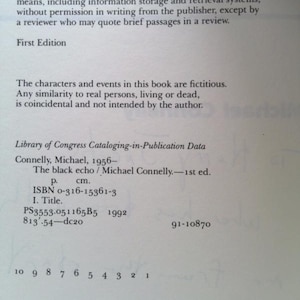 means, including information storage and retrieval systems,
without permission in writing from the publisher, except by
a reviewer who may quote brief passages in a review.
First Edition
The characters and events in this book are fictitious.
Any similarity to real persons, living or dead,
is coincidental and not intended by the author.
Library of Congress Cataloging-in-Publication Data
Connelly, Michael, 1956–
The black echo / Michael Connelly.—1st ed.
p. cm.
ISBN 0-316-15361-3
I. Title.
PS3553.O51165B5 1992
813'.54—dc20 91-10870
10 9 8 7 6 5 4 3 2 1